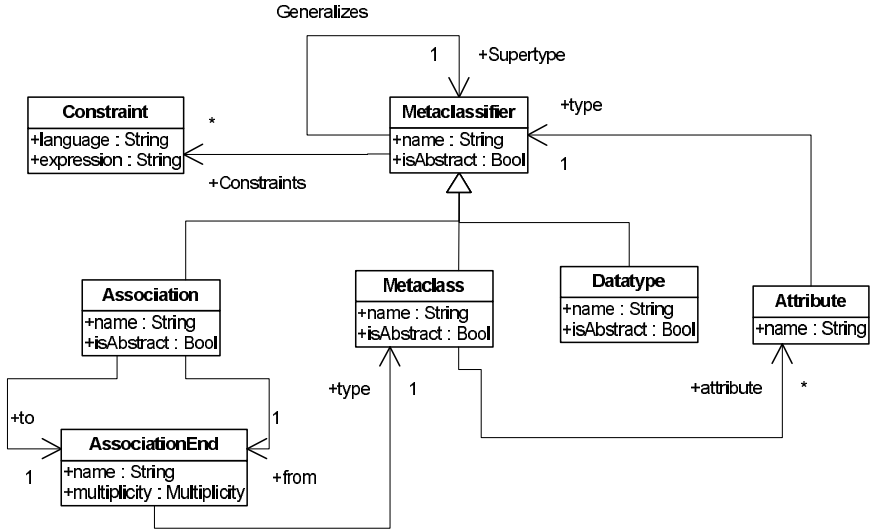 Generalizes
1
+Supertype
Constraint
+language : String
+expression : String
*
+Constraints
Metaclassifier
+name : String
+isAbstract : Bool
+type
1
Association
+name : String
+isAbstract : Bool
Metaclass
+name : String
+isAbstract : Bool
Datatype
+name : String
+isAbstract : Bool
Attribute
+name : String
+to
1
1
+from
+type
1
+attribute
*
AssociationEnd
+name : String
+multiplicity : Multiplicity